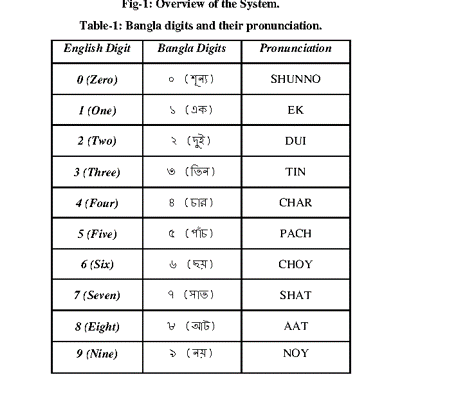 Fig-1: Overview of the System.
Table-1: Bangla digits and their pronunciation.
English Digit Bangla Digits Pronunciation
0 (Zero) ০ (শূন্য) SHUNNO
1 (One) ১ (এক) EK
2 (Two) ২ (দুই) DUI
3 (Three) ৩ (তিন) TIN
4 (Four) ৪ (চার) CHAR
5 (Five) ৫ (পাঁচ) PACH
6 (Six) ৬ (ছয়) CHOY
7 (Seven) ৭ (সাত) SHAT
8 (Eight) ৮ (আট) AAT
9 (Nine) ৯ (নয়) NOY